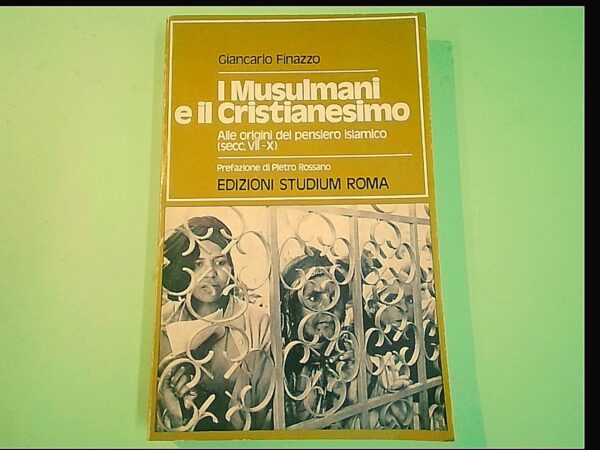 Giancarlo Finazzo
I Musulmani
e il Cristianesimo
Alle origini del pensiero islamico
(secc. VII-X)
Prefazione di Pietro Rossano
EDIZIONI STUDIUM ROMA